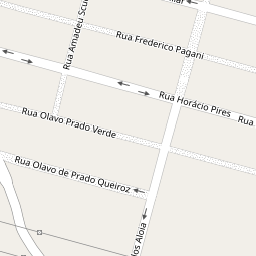 Rua Frederico Pagani
Rua Amadeu Scu
Rua Horácio Pires
Rua
Rua Olavo Prado Verde
Rua Olavo de Prado Queiroz
los Aloia